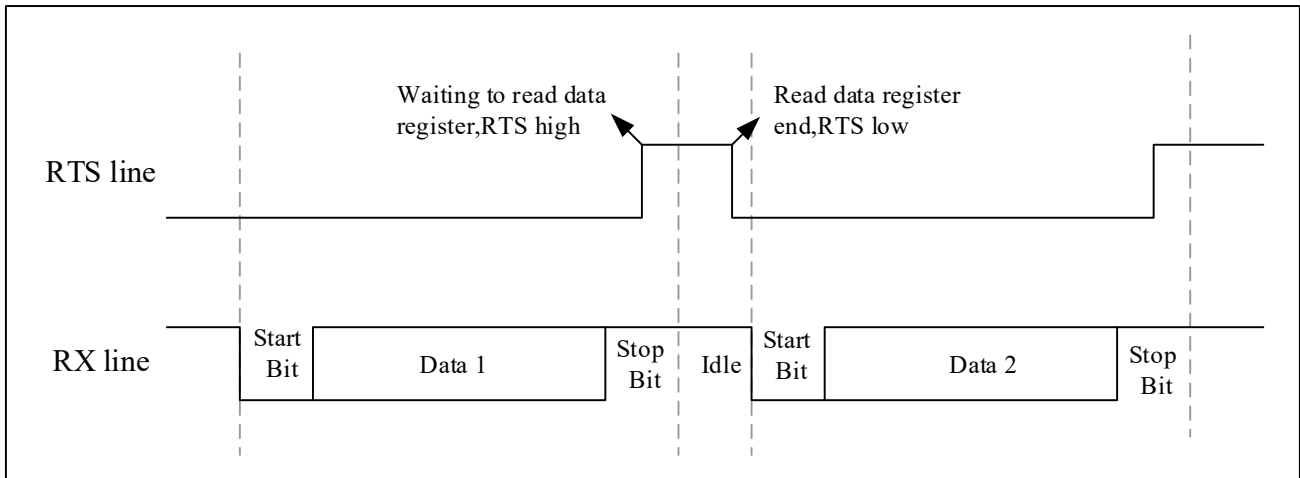 Waiting to read data
register,RTS high
Read data register
end,RTS low
RTS line
RX line
Start
Bit
Data 1
Stop
Bit
Idle
Start
Bit
Data 2
Stop
Bit